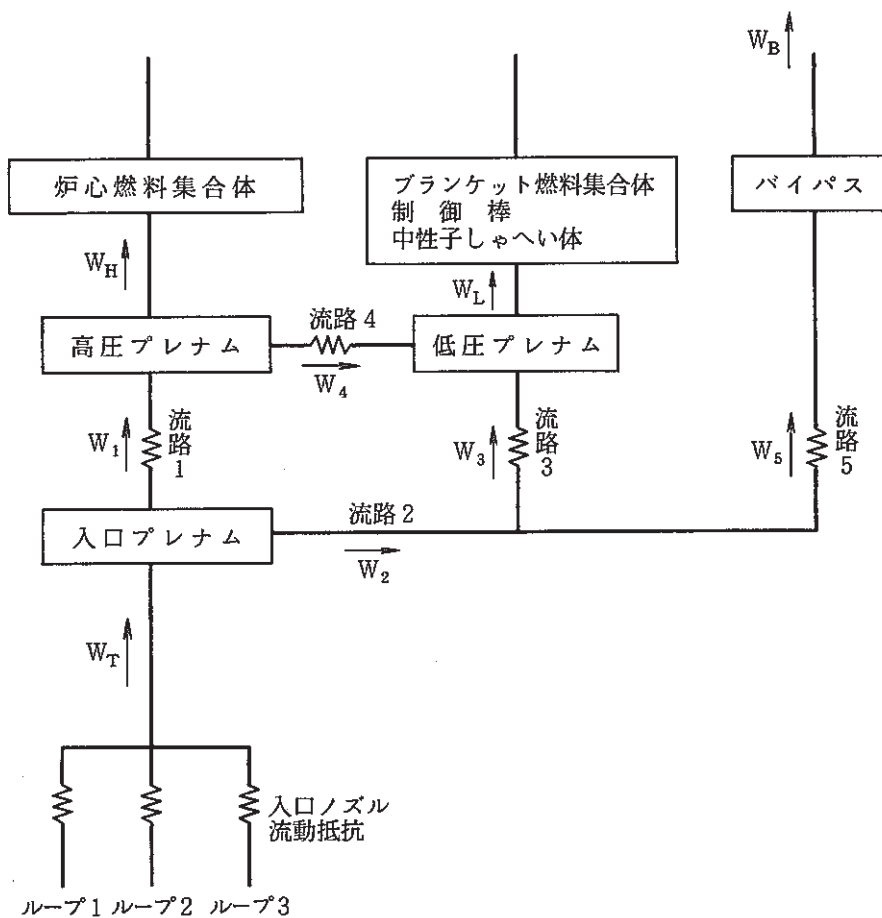 W_B
炉心燃料集合体
ブランケット燃料集合体
制御棒
中性子しゃへい体
バイパス
W_H
W_L
高圧プレナム
流路4
W_4
低圧プレナム
W_1
流路1
W_3
流路3
W_5
流路5
入口プレナム
流路2
W_2
W_T
入口ノズル
流動抵抗
ループ1 ループ2 ループ3